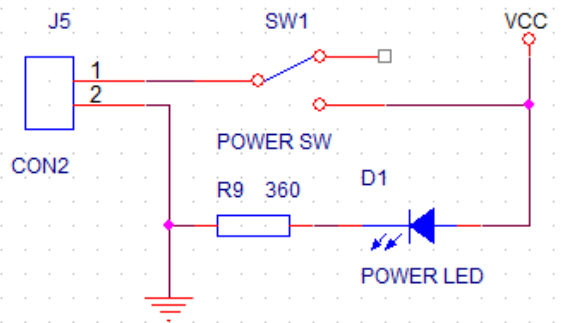 J5
SW1
VCC
1
2
POWER SW
CON2
D1
R9 360
POWER LED